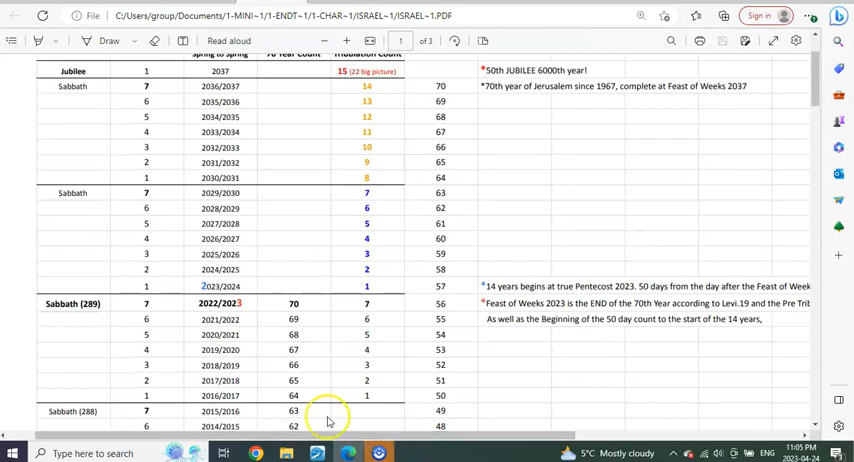 File C:/Users/group/Documents/1-MINI~1/1-ENDT~1/1-CHAR~1/ISRAEL~1/ISRAEL~1.PDF
Sign in
Draw Read aloud 1 of 3
Spring to Spring 70 Year Count Tribulation Count
Jubilee 1 2037 15 (22 big picture) *50th JUBILEE 6000th year!
Sabbath 7 2036/2037 14 70 *70th year of Jerusalem since 1967, complete at Feast of Weeks 2037
6 2035/2036 13 69
5 2034/2035 12 68
4 2033/2034 11 67
3 2032/2033 10 66
2 2031/2032 9 65
1 2030/2031 8 64
Sabbath 7 2029/2030 7 63
6 2028/2029 6 62
5 2027/2028 5 61
4 2026/2027 4 60
3 2025/2026 3 59
2 2024/2025 2 58
1 2023/2024 1 57 *14 years begins at true Pentecost 2023. 50 days from the day after the Feast of Week
Sabbath (289) 7 2022/2023 70 7 56 *Feast of Weeks 2023 is the END of the 70th Year according to Levi.19 and the Pre Trib
6 2021/2022 69 6 55 As well as the Beginning of the 50 day count to the start of the 14 years,
5 2020/2021 68 5 54
4 2019/2020 67 4 53
3 2018/2019 66 3 52
2 2017/2018 65 2 51
1 2016/2017 64 1 50
Sabbath (288) 7 2015/2016 63 49
6 2014/2015 62 48
Type here to search
5°C Mostly cloudy ENG 11:05 PM
2023-04-24